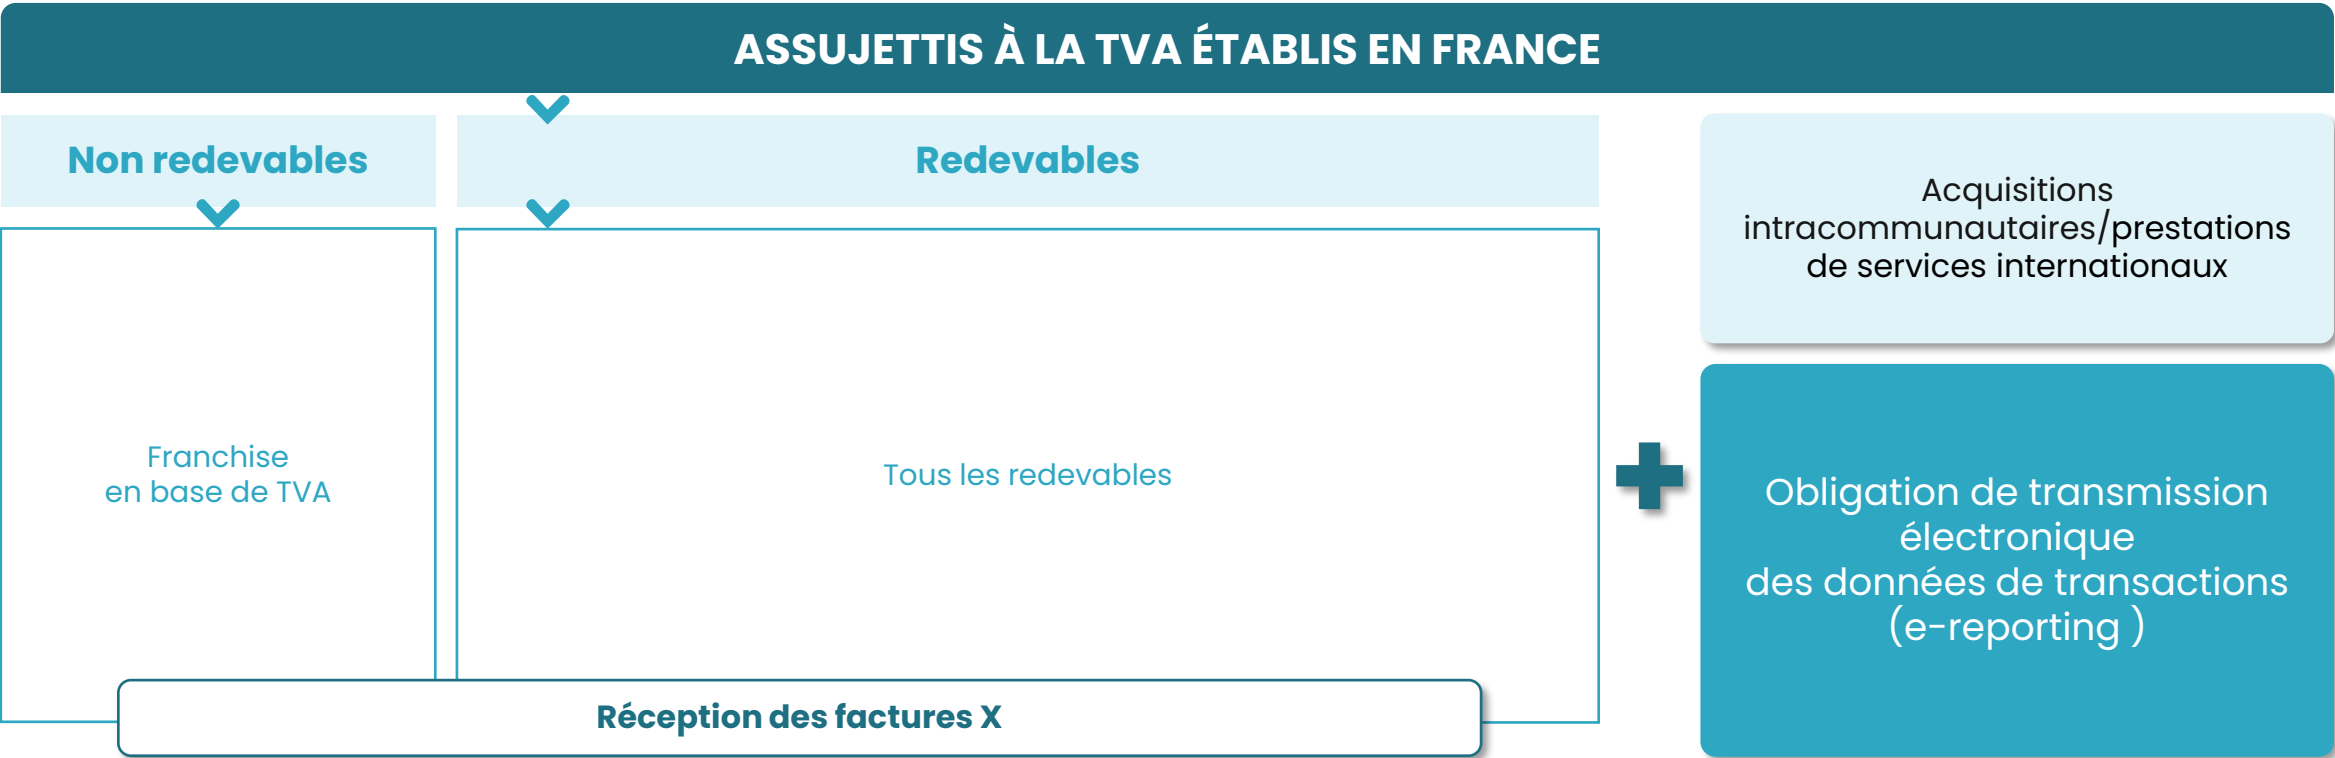 ASSUJETTIS À LA TVA ÉTABLIS EN FRANCE
Non redevables
Redevables
Franchise
en base de TVA
Tous les redevables
Réception des factures X
Acquisitions
intracommunautaires/prestations
de services internationaux
Obligation de transmission
électronique
des données de transactions
(e-reporting )